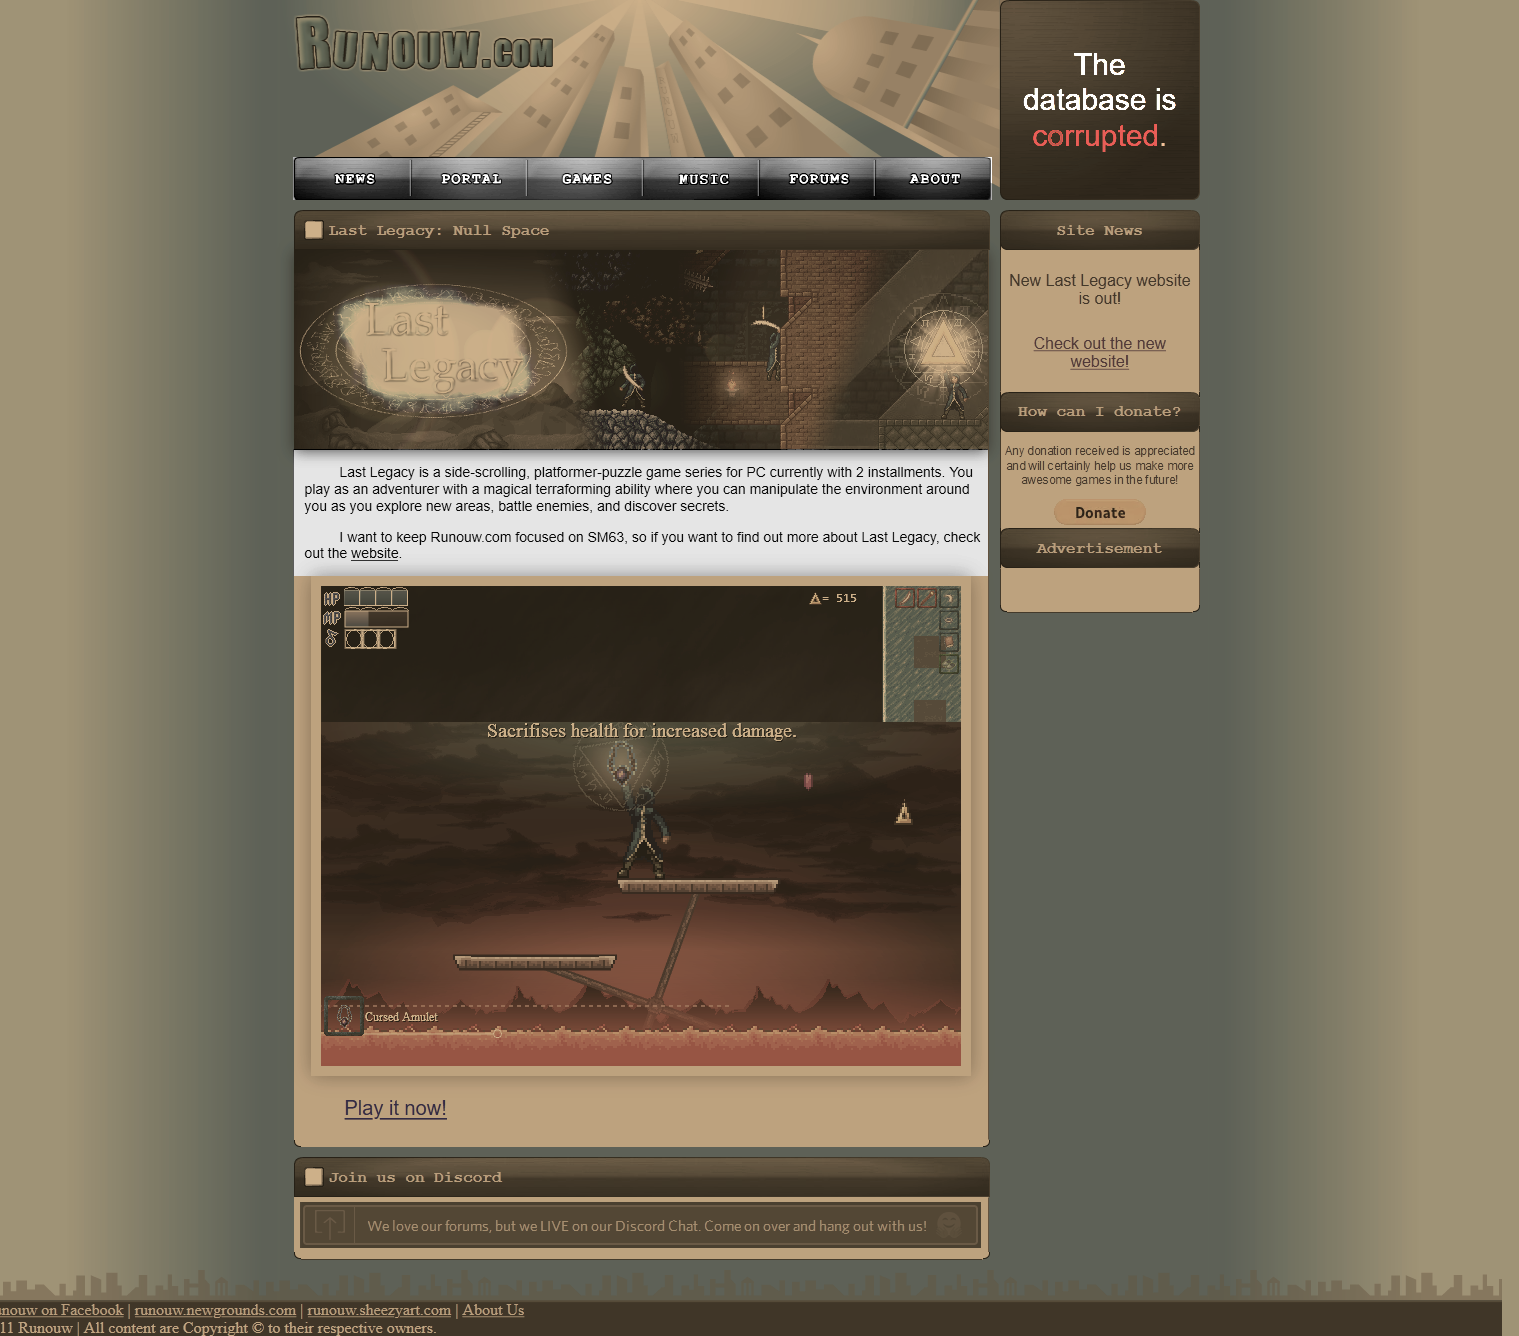 RUNOUW.COM
The
database is
corrupted.
NEWS
PORTAL
GAMES
MUSIC
FORUMS
ABOUT
Last Legacy: Null Space
Last
Legacy
Last Legacy is a side-scrolling, platformer-puzzle game series for PC currently with 2 installments. You
play as an adventurer with a magical terraforming ability where you can manipulate the environment around
you as you explore new areas, battle enemies, and discover secrets.
I want to keep Runouw.com focused on SM63, so if you want to find out more about Last Legacy, check
out the website.
HP
MP
= 515
Sacrifises health for increased damage.
Cursed Amulet
Play it now!
Join us on Discord
We love our forums, but we LIVE on our Discord Chat. Come on over and hang out with us!
Site News
New Last Legacy website
is out!
Check out the new
website!
How can I donate?
Any donation received is appreciated
and will certainly help us make more
awesome games in the future!
Donate
Advertisement
nouw on Facebook | runouw.newgrounds.com | runouw.sheezyart.com | About Us
11 Runouw | All content are Copyright © to their respective owners.